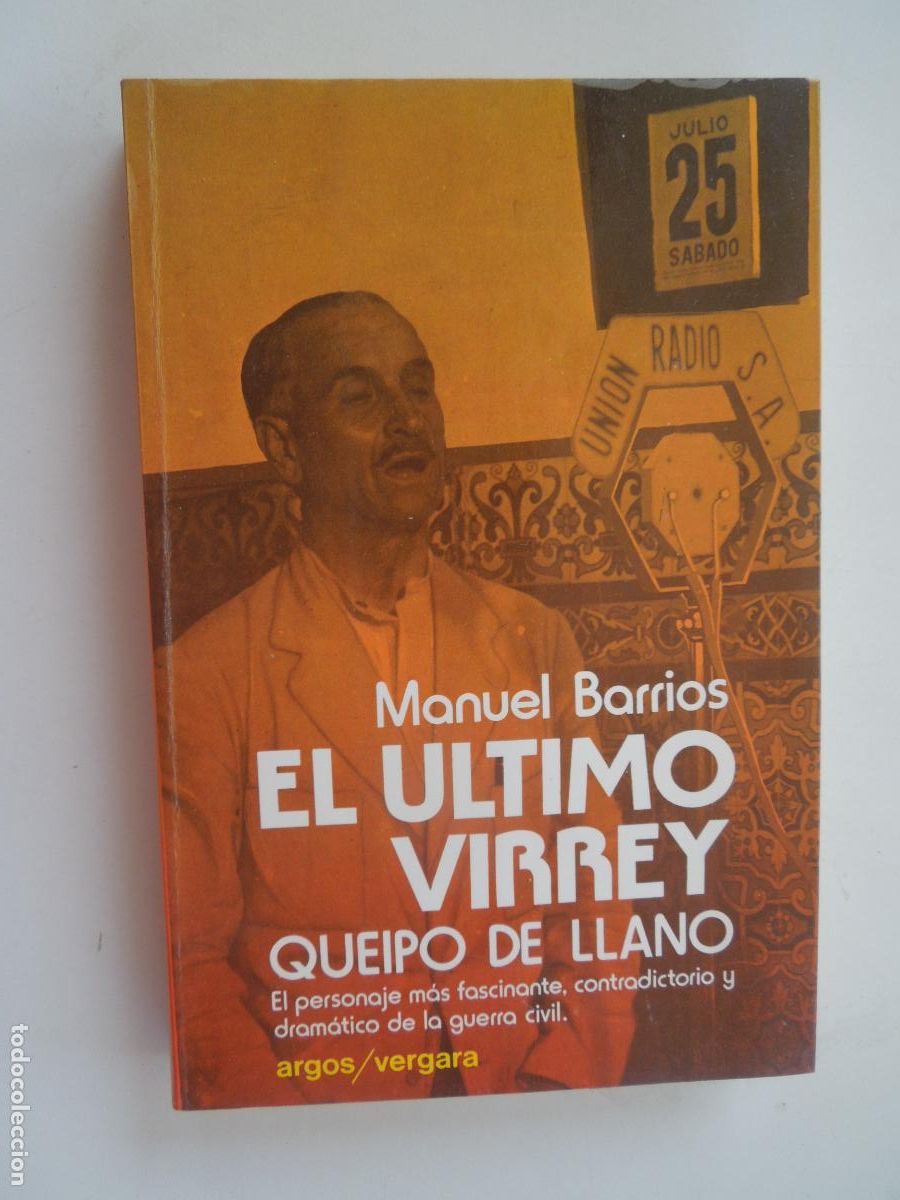 JULIO
25
SABADO
UNION RADIO S.A.
Manuel Barrios
EL ULTIMO
VIRREY
QUEIPO DE LLANO
El personaje más fascinante, contradictorio y
dramático de la guerra civil.
argos/vergara
todocoleccion